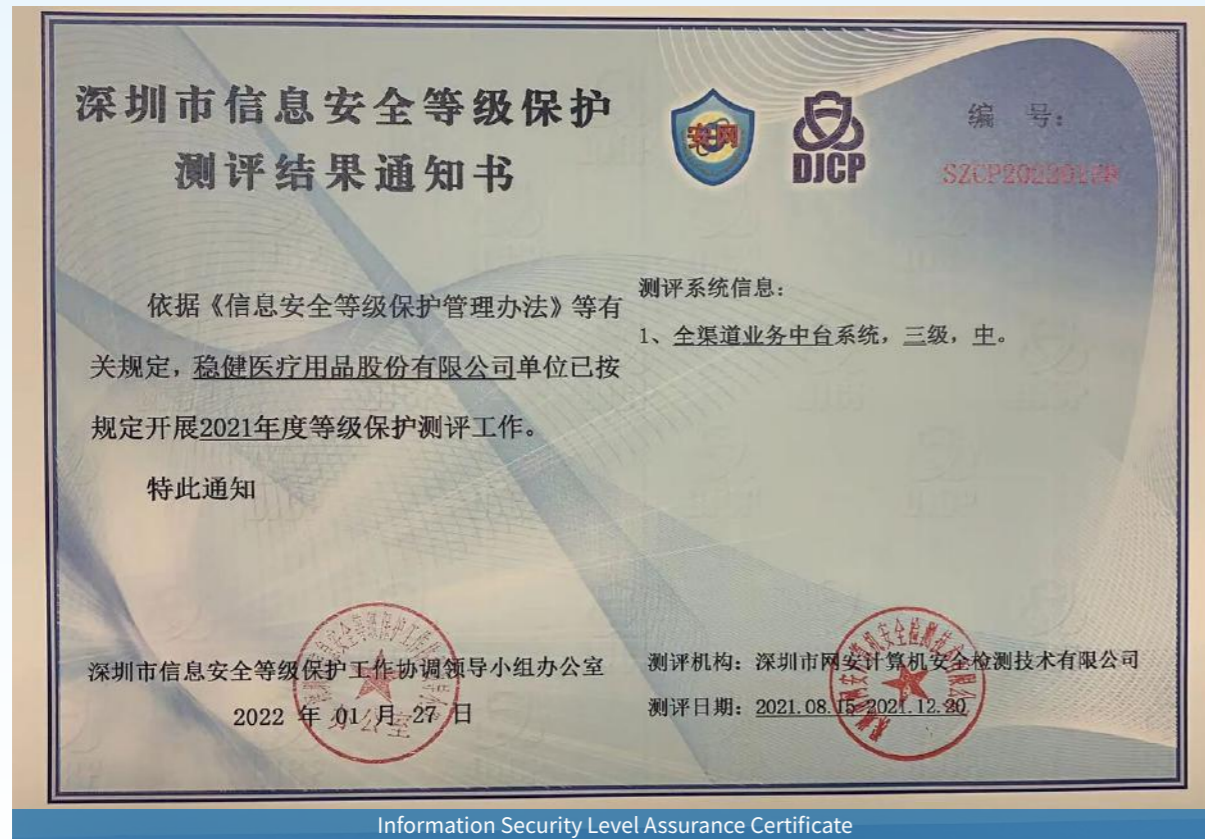 深圳市信息安全等级保护
测评结果通知书
安网
DJCP
编 号:
依据《信息安全等级保护管理办法》等有
关规定，稳健医疗用品股份有限公司单位已按
规定开展2021年度等级保护测评工作。
特此通知
深圳市信息安全等级保护工作协调领导小组办公室
2022 年 01 月 27 日
办公室
测评系统信息:
1、全渠道业务中台系统，三级，中。
测评机构: 深圳市网安计算机安全检测技术有限公司
测评日期: 2021.08.15-2021.12.20
Information Security Level Assurance Certificate